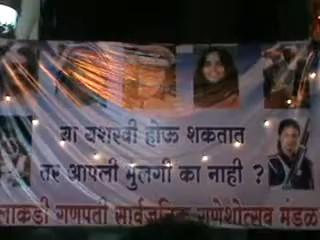 या यशस्वी होऊ शकतात
तर आपली मुलगी का नाही ?
लाकडी गणपती सार्वजनिक गणेशोत्सव मंडळ